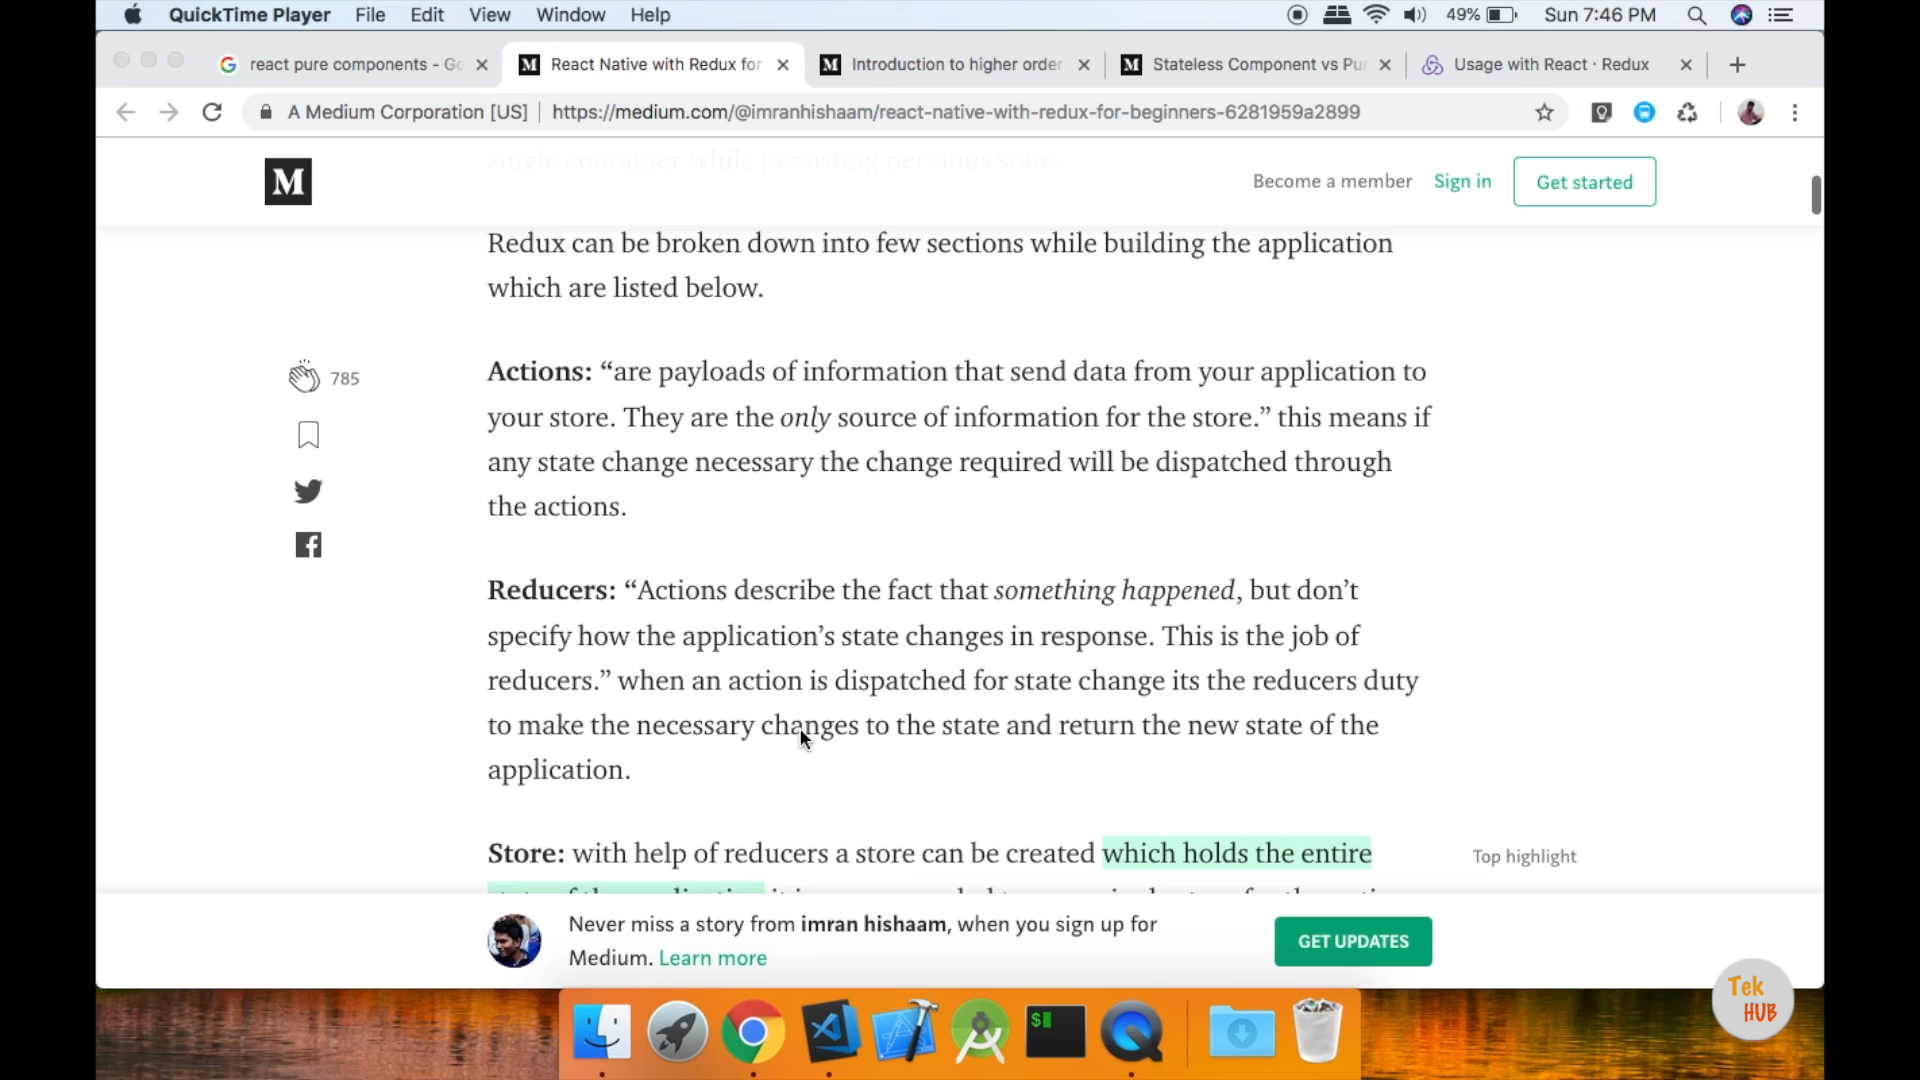 QuickTime Player File Edit View Window Help 49% Sun 7:46 PM
react pure components - Go
React Native with Redux for
Introduction to higher order
Stateless Component vs Pur
Usage with React · Redux
A Medium Corporation [US] https://medium.com/@imranhishaam/react-native-with-redux-for-beginners-6281959a2899
single container while persisting pervious state.
M Become a member Sign in Get started
Redux can be broken down into few sections while building the application
which are listed below.
785
Actions: “are payloads of information that send data from your application to
your store. They are the only source of information for the store.” this means if
any state change necessary the change required will be dispatched through
the actions.
Reducers: “Actions describe the fact that something happened, but don’t
specify how the application’s state changes in response. This is the job of
reducers.” when an action is dispatched for state change its the reducers duty
to make the necessary changes to the state and return the new state of the
application.
Store: with help of reducers a store can be created which holds the entire
Top highlight
Never miss a story from imran hishaam, when you sign up for
Medium. Learn more
GET UPDATES
Tek
HUB